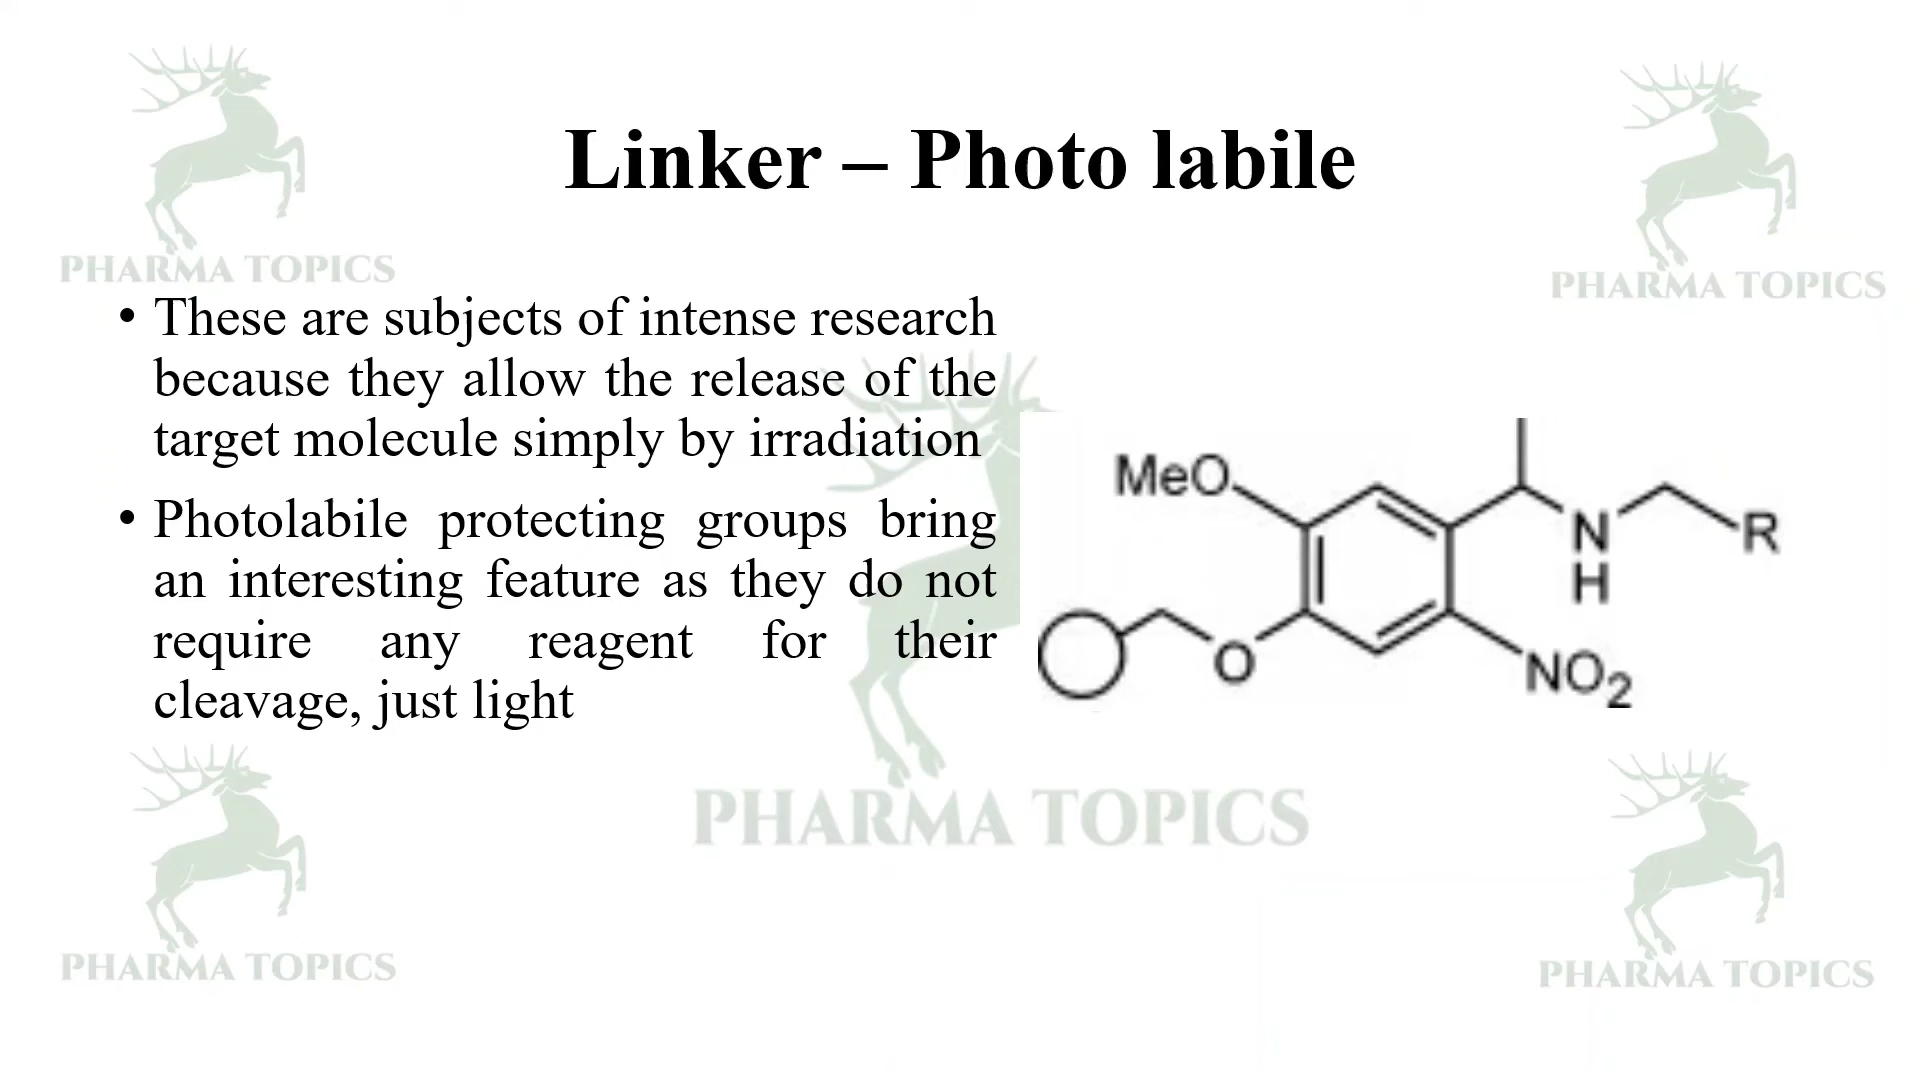 PHARMA TOPICS
PHARMA TOPICS
Linker – Photo labile
• These are subjects of intense research
because they allow the release of the
target molecule simply by irradiation
• Photolabile protecting groups bring
an interesting feature as they do not
require any reagent for their
cleavage, just light
MeO
N
H
R
O
NO2
PHARMA TOPICS
PHARMA TOPICS
PHARMA TOPICS